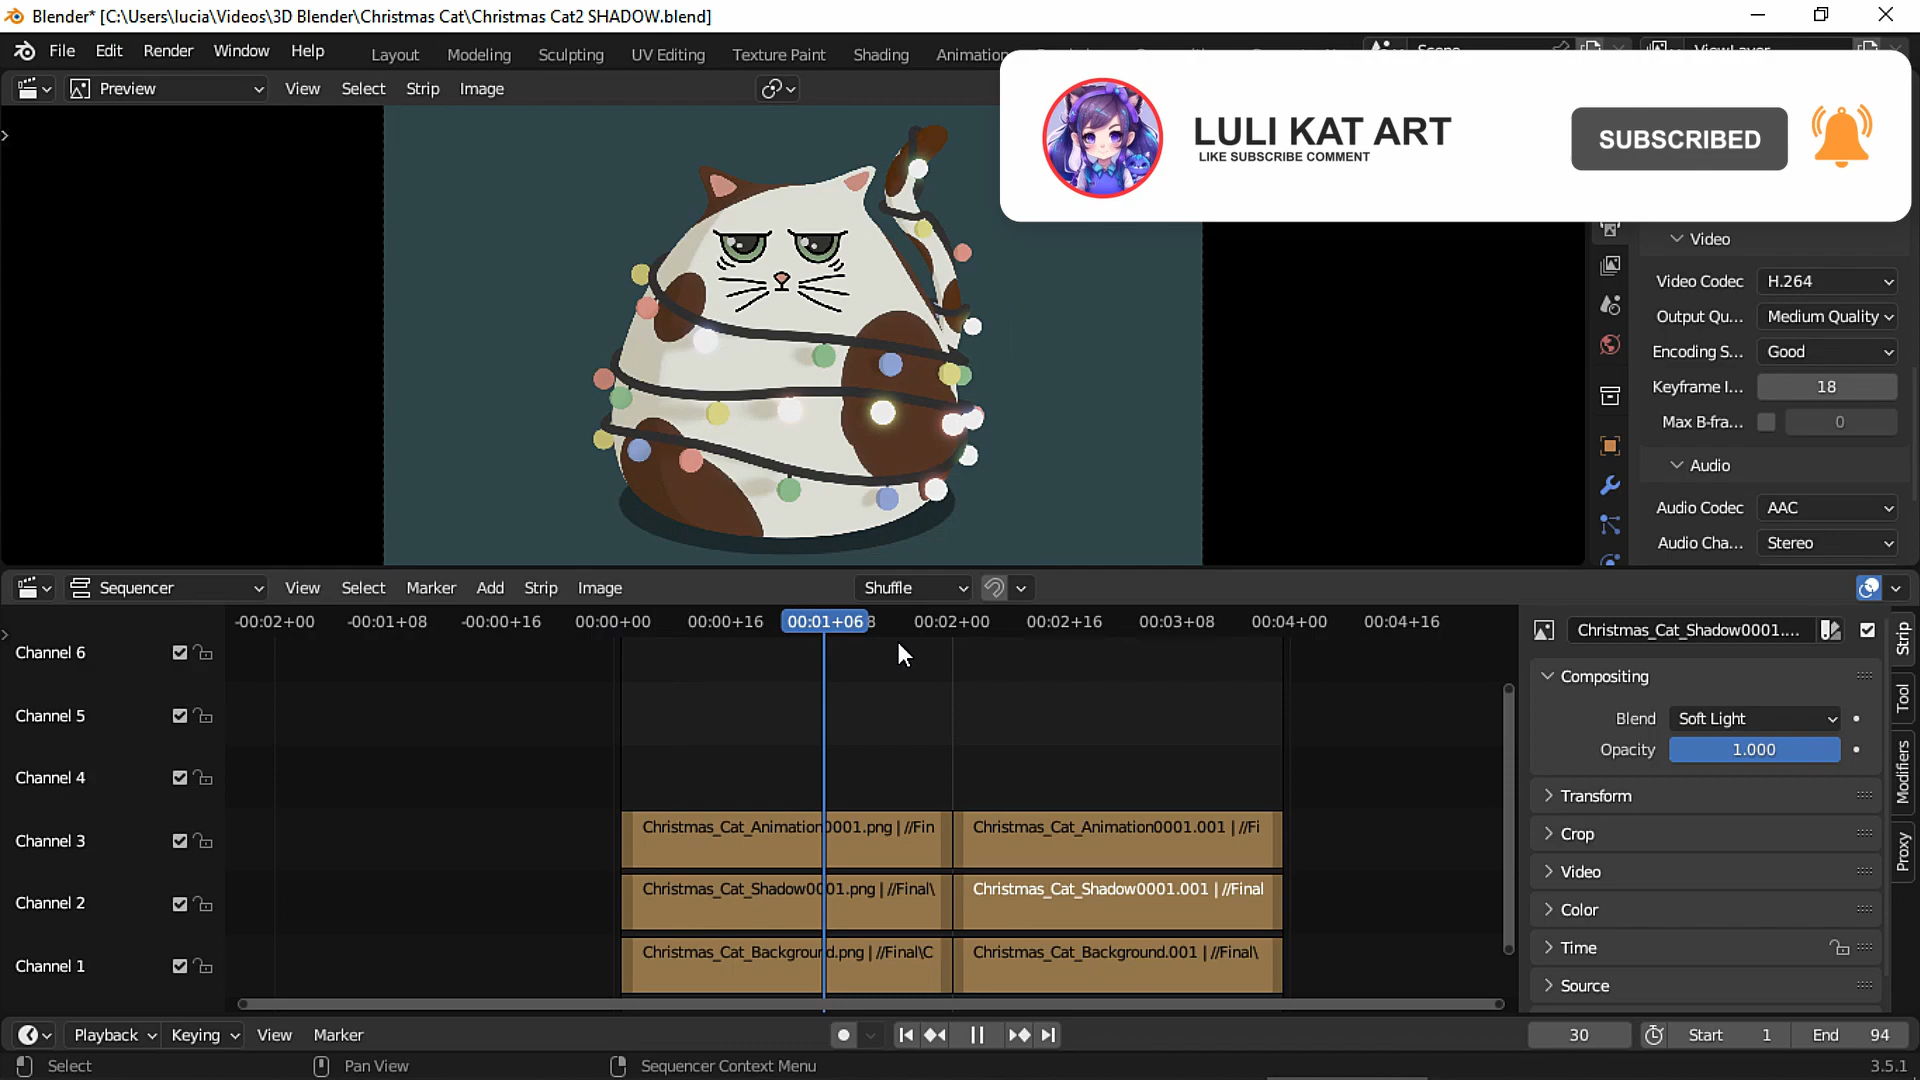 Blender* [C:\Users\lucia\Videos\3D Blender\Christmas Cat\Christmas Cat2 SHADOW.blend]
File Edit Render Window Help Layout Modeling Sculpting UV Editing Texture Paint Shading Animation
Preview View Select Strip Image
LULI KAT ART
LIKE SUBSCRIBE COMMENT
SUBSCRIBED
Video
Video Codec H.264
Output Qu... Medium Quality
Encoding S... Good
Keyframe I... 18
Max B-fra... 0
Audio
Audio Codec AAC
Audio Cha... Stereo
Sequencer View Select Marker Add Strip Image Shuffle
-00:02+00 -00:01+08 -00:00+16 00:00+00 00:00+16 00:01+06 8 00:02+00 00:02+16 00:03+08 00:04+00 00:04+16
Channel 6
Channel 5
Channel 4
Channel 3
Channel 2
Channel 1
Christmas_Cat_Animation0001.png | //Fin
Christmas_Cat_Animation0001.001 | //Fi
Christmas_Cat_Shadow0001.png | //Final\
Christmas_Cat_Shadow0001.001 | //Final
Christmas_Cat_Background.png | //Final\C
Christmas_Cat_Background.001 | //Final\
Christmas_Cat_Shadow0001....
Compositing
Blend Soft Light
Opacity 1.000
Transform
Crop
Video
Color
Time
Source
Strip
Tool
Modifiers
Proxy
Playback Keying View Marker 30 Start 1 End 94
Select Pan View Sequencer Context Menu 3.5.1